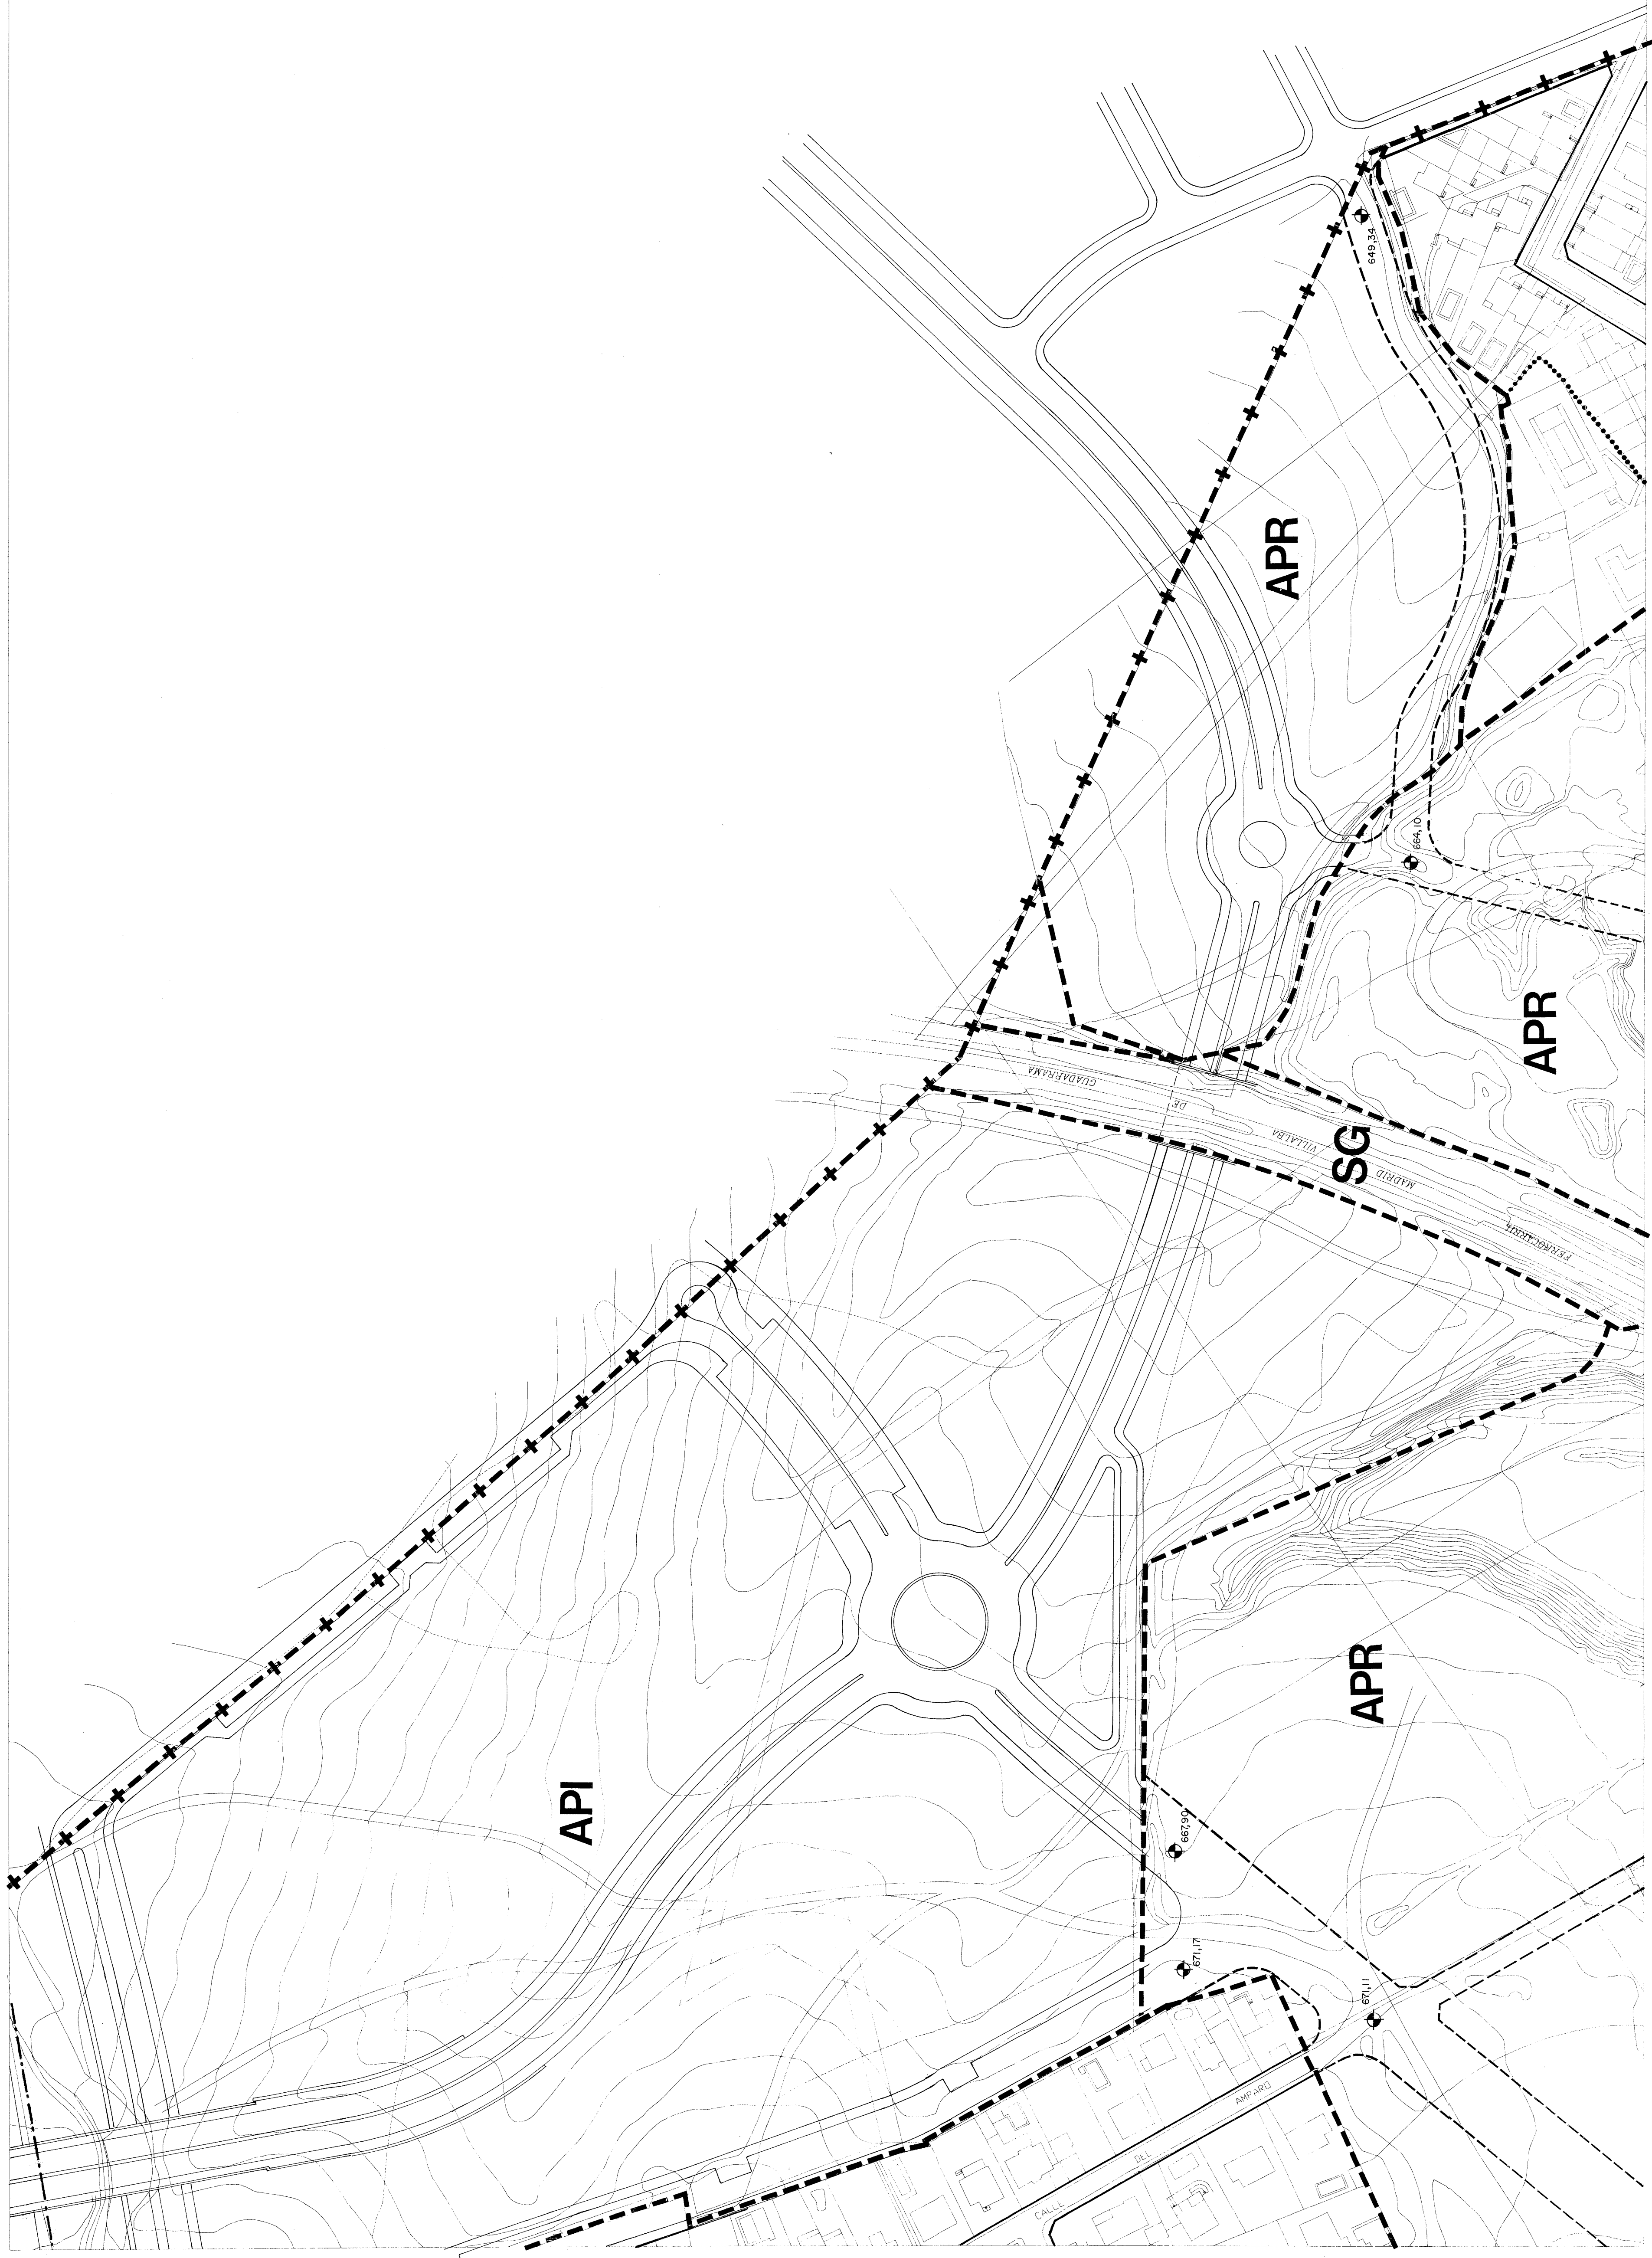 649,34
APR
664,10
APR
GUADARRAMA
DE
VILLALBA
SG
MADRID
FERROCARRIL
APR
API
667,90
671,17
671,11
CALLE DEL AMPARO